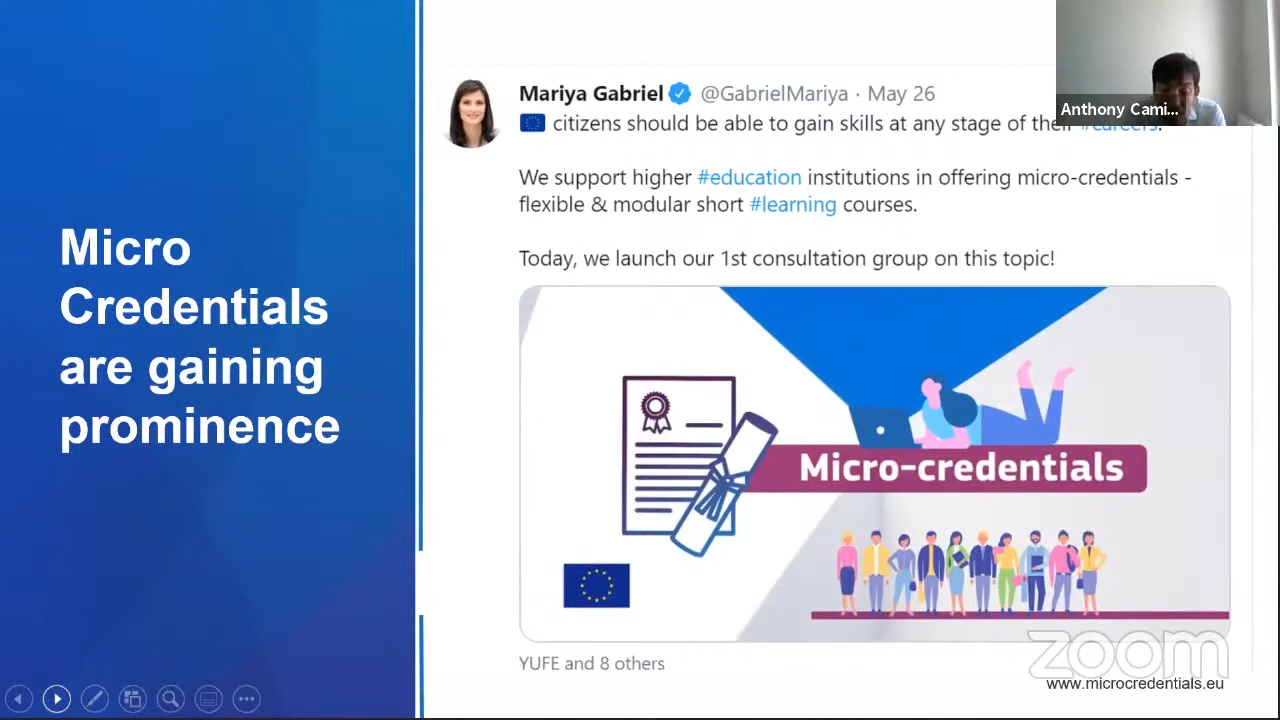 Micro
Credentials
are gaining
prominence
Mariya Gabriel @GabrielMariya · May 26
citizens should be able to gain skills at any stage of their #careers.
We support higher #education institutions in offering micro-credentials -
flexible & modular short #learning courses.
Today, we launch our 1st consultation group on this topic!
Micro-credentials
YUFE and 8 others
Anthony Cami...
zoom
www.microcredentials.eu